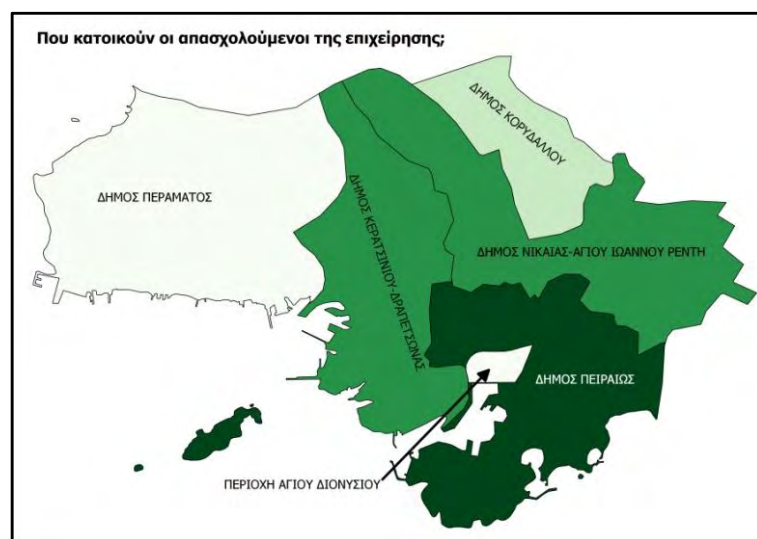 Που κατοικούν οι απασχολούμενοι της επιχείρησης;
ΔΗΜΟΣ ΚΟΡΥΔΑΛΛΟΥ
ΔΗΜΟΣ ΠΕΡΑΜΑΤΟΣ
ΔΗΜΟΣ ΚΕΡΑΤΣΙΝΙΟΥ-ΔΡΑΠΕΤΣΩΝΑΣ
ΔΗΜΟΣ ΝΙΚΑΙΑΣ-ΑΓΙΟΥ ΙΩΑΝΝΟΥ ΡΕΝΤΗ
ΔΗΜΟΣ ΠΕΙΡΑΙΩΣ
ΠΕΡΙΟΧΗ ΑΓΙΟΥ ΔΙΟΝΥΣΙΟΥ